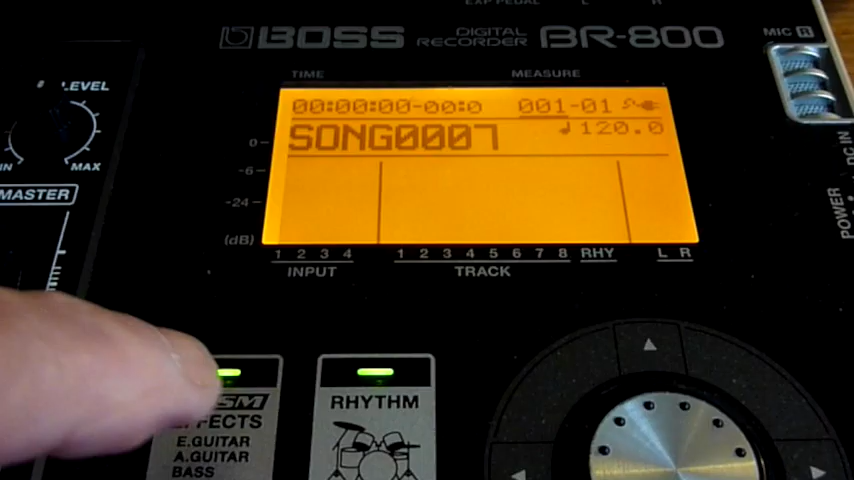 EXP PEDAL L R
BOSS DIGITAL RECORDER BR-800
MIC R
TIME MEASURE
LEVEL
00:00:00-00:0 001-01
SONG0007 ♩120.0
0
-6
-24
(dB)
MAX
MASTER
DC IN
POWER
1 2 3 4 1 2 3 4 5 6 7 8 RHY L R
INPUT TRACK
EFFECTS
E.GUITAR
A.GUITAR
BASS
RHYTHM